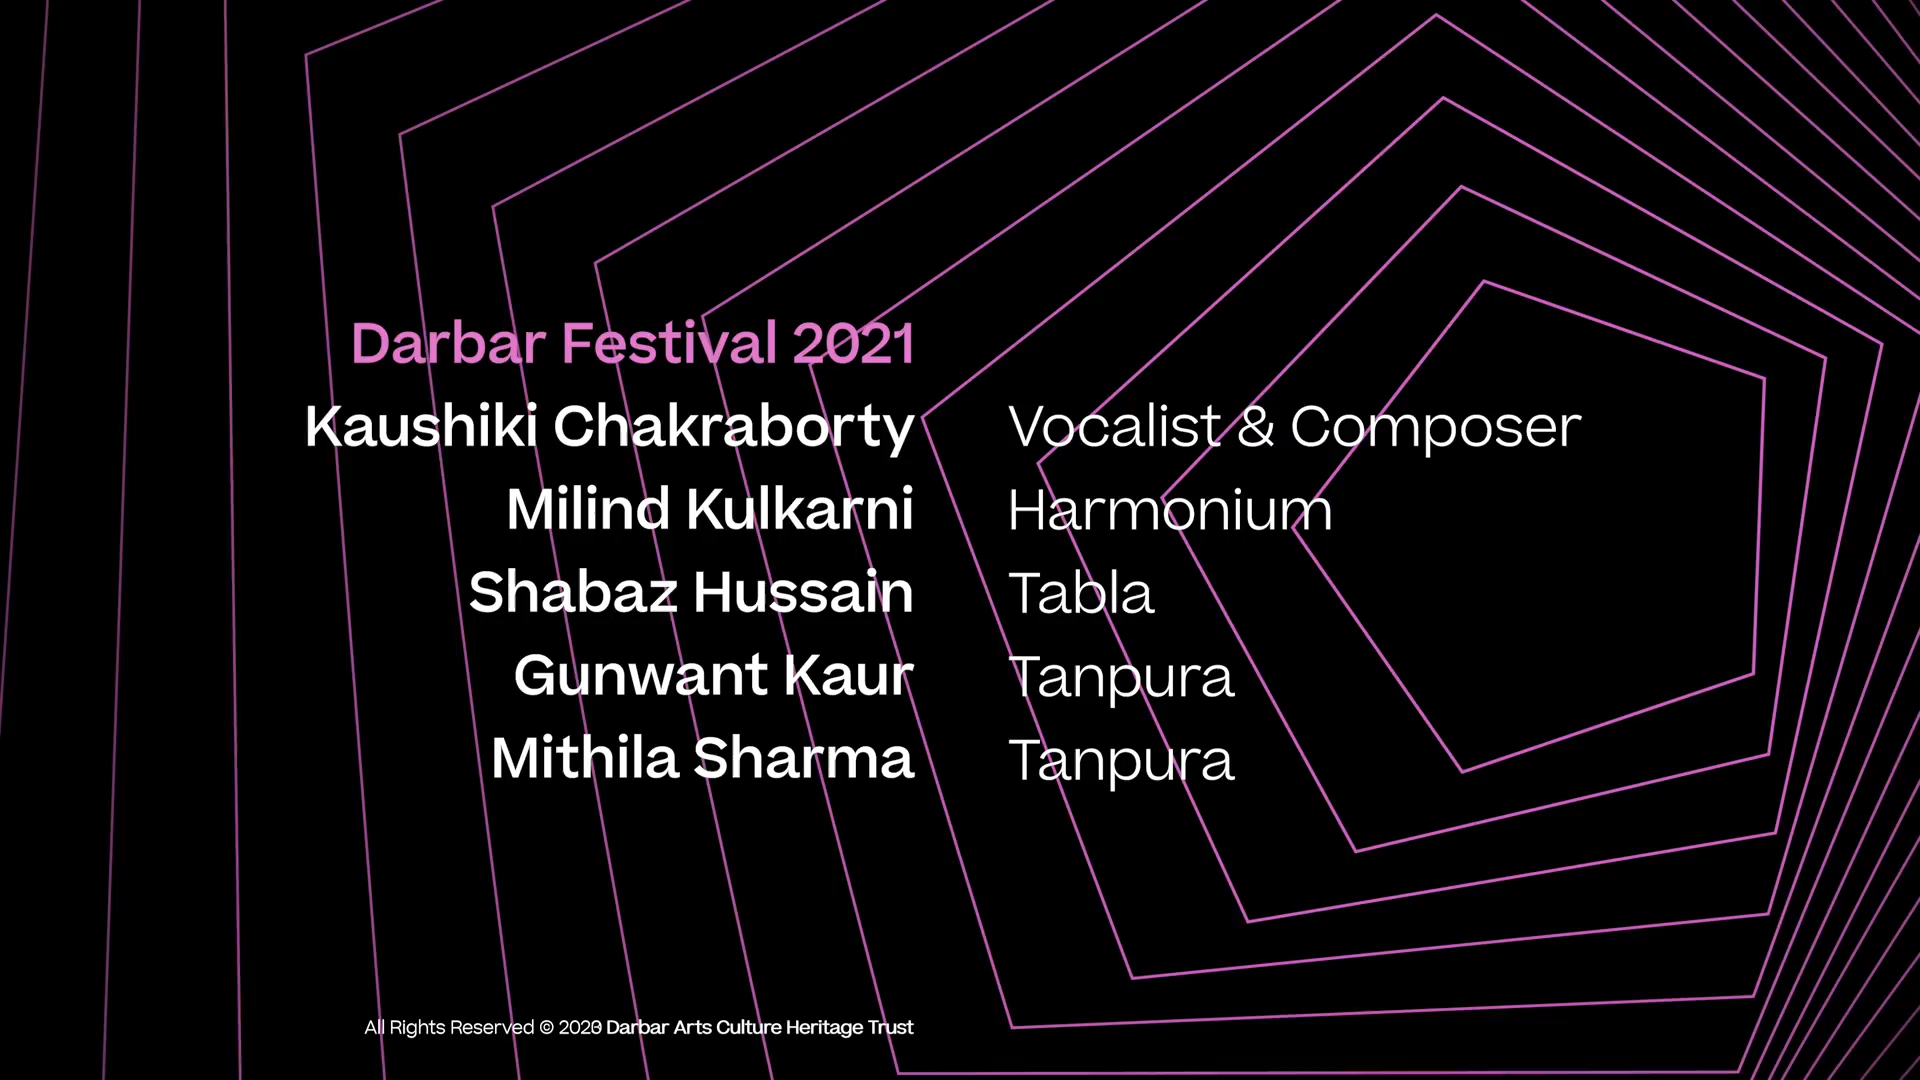 Darbar Festival 2021
Kaushiki Chakraborty Vocalist & Composer
Milind Kulkarni Harmonium
Shabaz Hussain Tabla
Gunwant Kaur Tanpura
Mithila Sharma Tanpura
All Rights Reserved © Darbar Arts Culture Heritage Trust